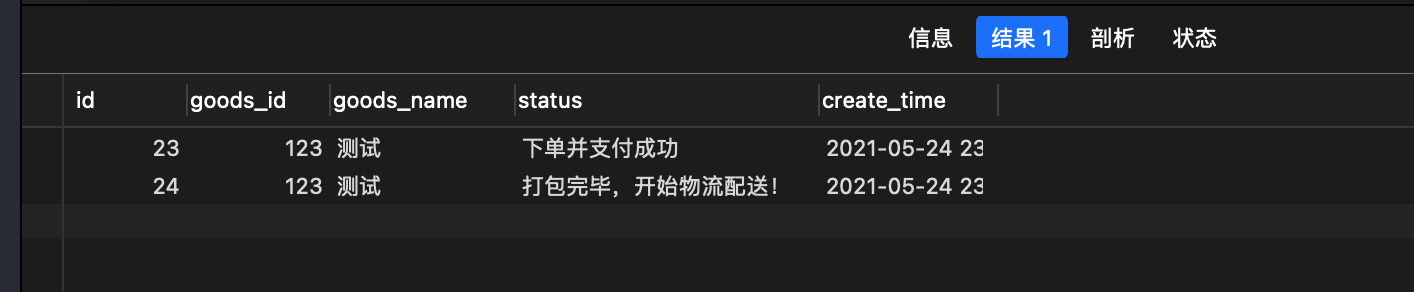 信息 结果 1 剖析 状态
id goods_id goods_name status create_time
23 123 测试 下单并支付成功 2021-05-24 23
24 123 测试 打包完毕，开始物流配送！ 2021-05-24 23